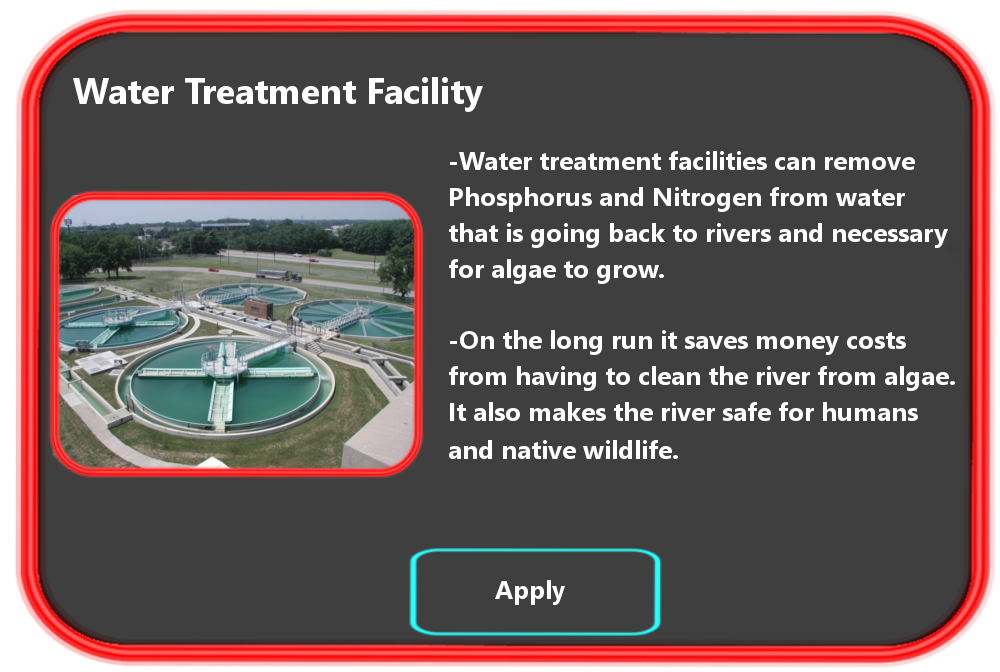 Water Treatment Facility
-Water treatment facilities can remove
Phosphorus and Nitrogen from water
that is going back to rivers and necessary
for algae to grow.
-On the long run it saves money costs
from having to clean the river from algae.
It also makes the river safe for humans
and native wildlife.
Apply